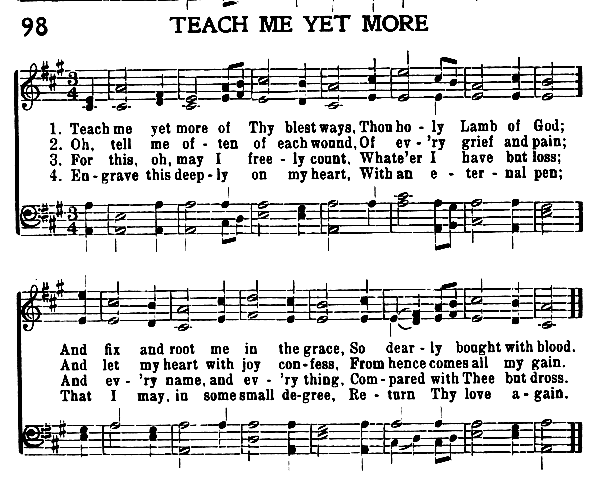 98 TEACH ME YET MORE
1. Teach me yet more of Thy blest ways, Thou ho - ly Lamb of God;
2. Oh, tell me of - ten of each wound, Of ev - 'ry grief and pain;
3. For this, oh, may I free - ly count, Whate'er I have but loss;
4. En - grave this deep - ly on my heart, With an e - ter - nal pen;
And fix and root me in the grace, So dear - ly bought with blood.
And let my heart with joy con - fess, From hence comes all my gain.
And ev - 'ry name, and ev - 'ry thing, Com - pared with Thee but dross.
That I may, in some small de - gree, Re - turn Thy love a - gain.